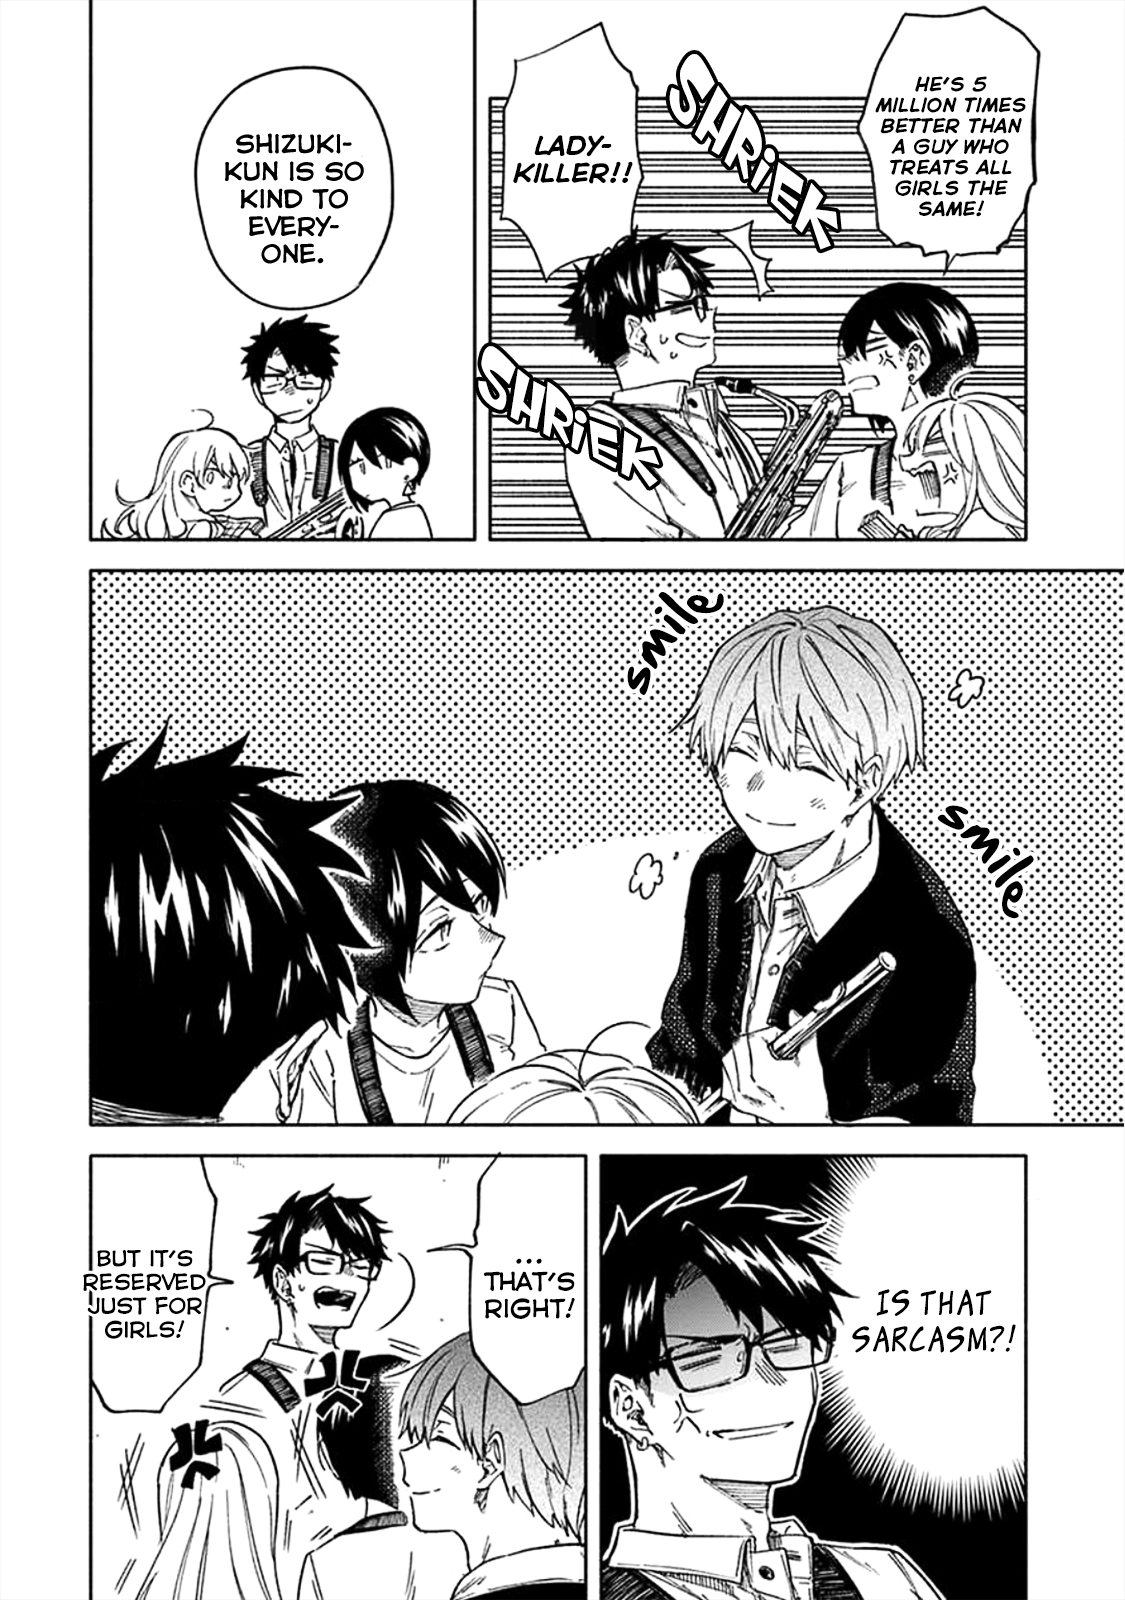 HE'S 5
MILLION TIMES
BETTER THAN
A GUY WHO
TREATS ALL
GIRLS THE
SAME!
SHRIEK
LADY-
KILLER!!
SHRIEK
SHIZUKI-
KUN IS SO
KIND TO
EVERY-
ONE.
smile
smile
IS THAT
SARCASM?!
...
THAT'S
RIGHT!
BUT IT'S
RESERVED
JUST FOR
GIRLS!